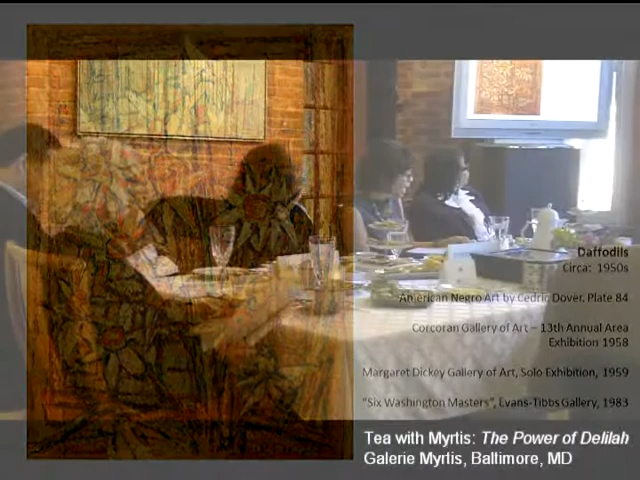 Daffodils
Circa: 1950s
American Negro Art by Cedric Dover. Plate 84
Corcoran Gallery of Art – 13th Annual Area
Exhibition 1958
Margaret Dickey Gallery of Art, Solo Exhibition, 1959
"Six Washington Masters", Evans-Tibbs Gallery, 1983
Tea with Myrtis: The Power of Delilah
Galerie Myrtis, Baltimore, MD